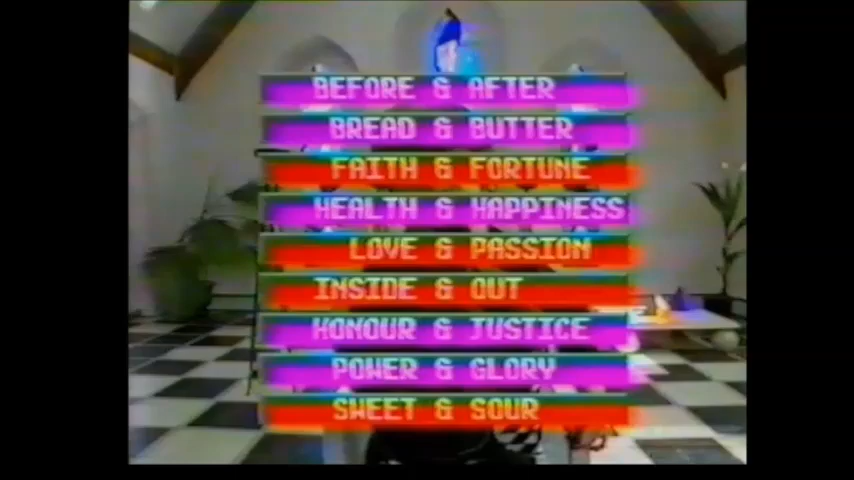 BEFORE & AFTER
BREAD & BUTTER
FAITH & FORTUNE
HEALTH & HAPPINESS
LOVE & PASSION
INSIDE & OUT
HONOUR & JUSTICE
POWER & GLORY
SWEET & SOUR